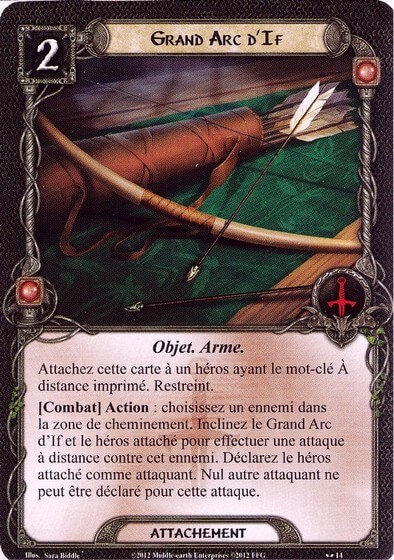 2
GRAND ARC D'IF
Objet. Arme.
Attachez cette carte à un héros ayant le mot-clé À
distance imprimé. Restreint.
[Combat] Action : choisissez un ennemi dans
la zone de cheminement. Inclinez le Grand Arc
d'If et le héros attaché pour effectuer une attaque
à distance contre cet ennemi. Déclarez le héros
attaché comme attaquant. Nul autre attaquant ne
peut être déclaré pour cette attaque.
ATTACHEMENT
Illus. Sara Biddle ©2012 Middle-earth Enterprises ©2012 FFG 14